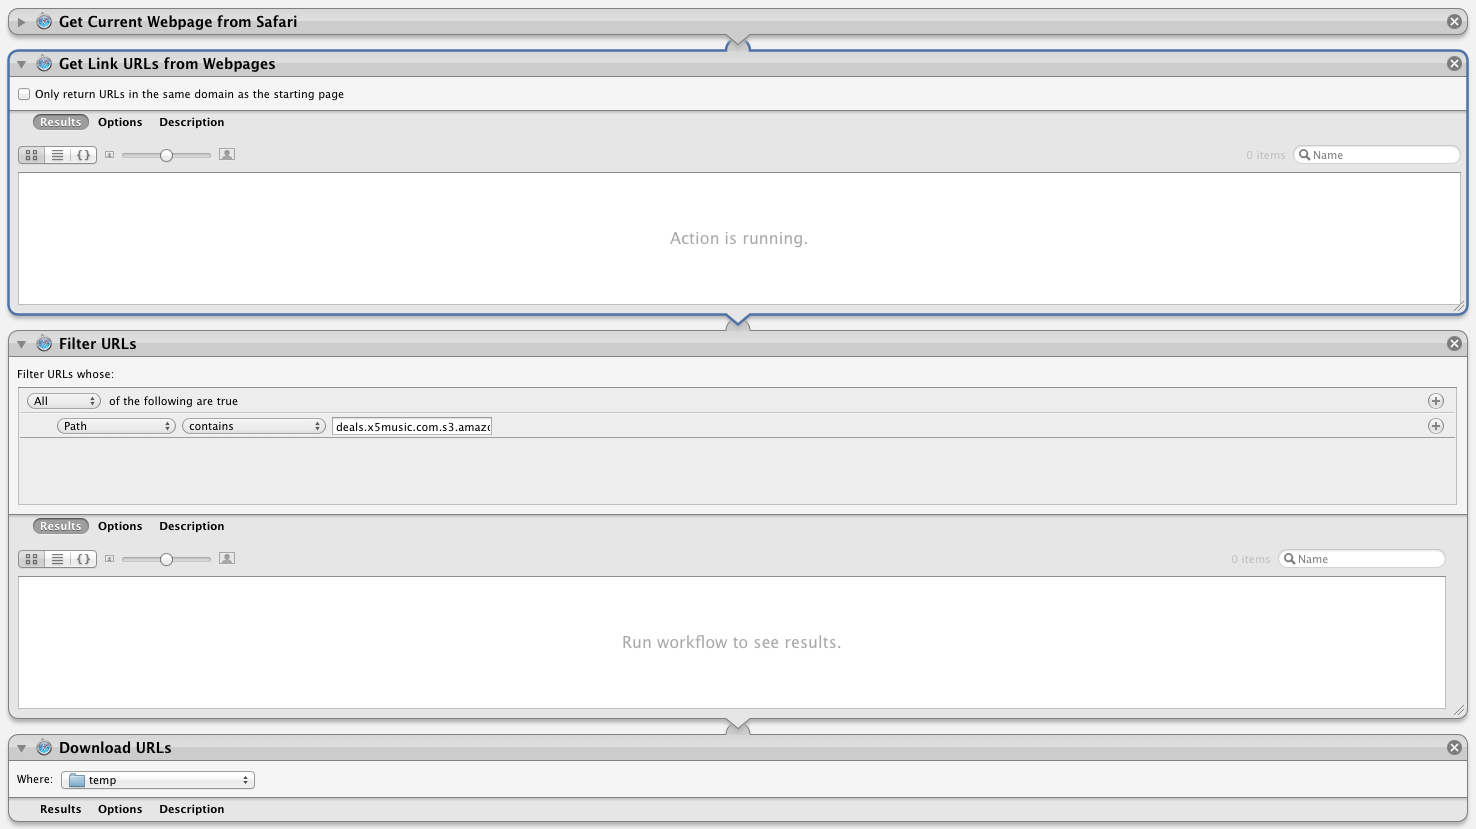 Get Current Webpage from Safari
Get Link URLs from Webpages
Only return URLs in the same domain as the starting page
Results Options Description
0 items Name
Action is running.
Filter URLs
Filter URLs whose:
All of the following are true
Path contains deals.x5music.com.s3.amazo
Results Options Description
0 items Name
Run workflow to see results.
Download URLs
Where: temp
Results Options Description